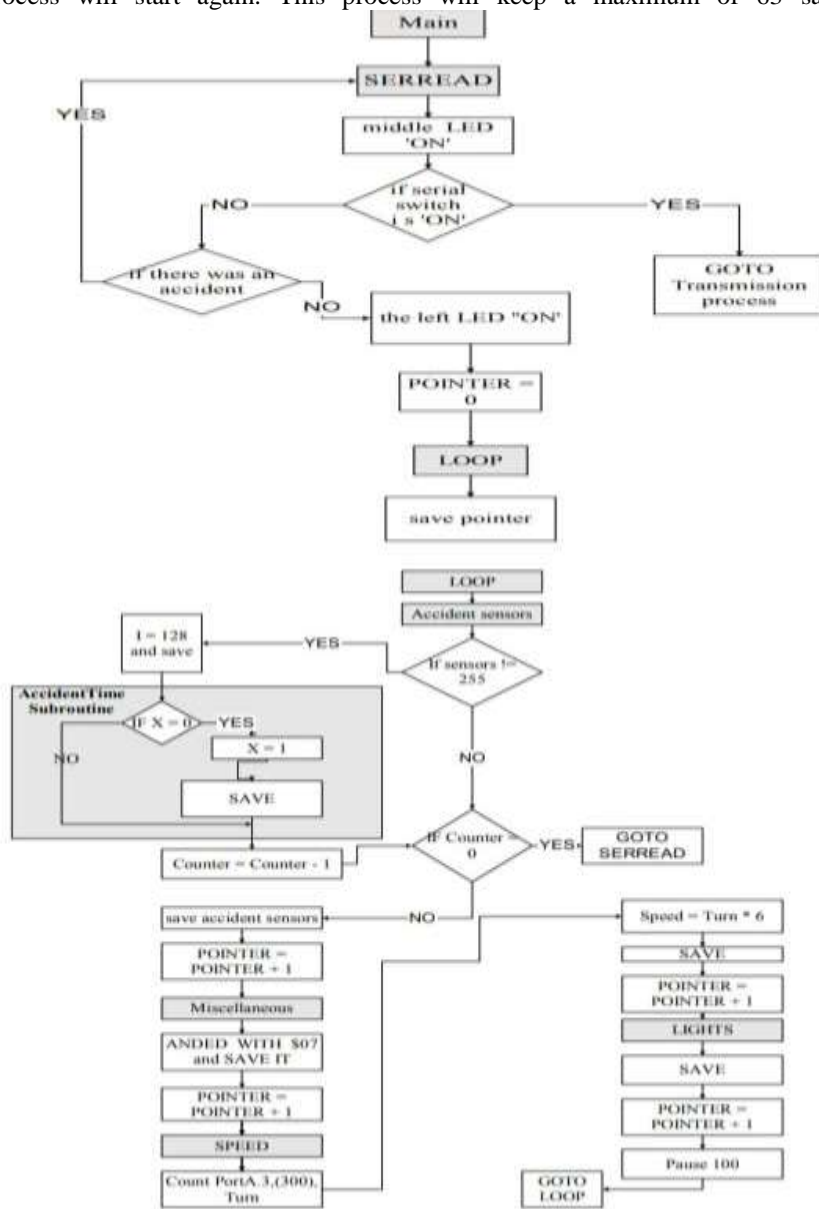 ocess will start again. This process will keep a maximum of 63 sa
Main
SERREAD
YES
middle LED
'ON'
if serial
switch
i s 'ON'
NO
YES
if there was an
accident
GOTO
Transmission
process
NO
the left LED "ON'
POINTER =
0
LOOP
save pointer
LOOP
Accident sensors
I = 128
and save
YES
If sensors !=
255
AccidentTime
Subroutine
IF X = 0
YES
X = 1
NO
SAVE
NO
IF Counter =
0
YES
GOTO
SERREAD
Counter = Counter - 1
save accident sensors
NO
Speed = Turn * 6
POINTER =
POINTER + 1
SAVE
Miscellaneous
POINTER =
POINTER + 1
ANDED WITH $07
and SAVE IT
LIGHTS
SAVE
POINTER =
POINTER + 1
POINTER =
POINTER + 1
SPEED
Pause 100
Count PortA.3,(300),
Turn
GOTO
LOOP